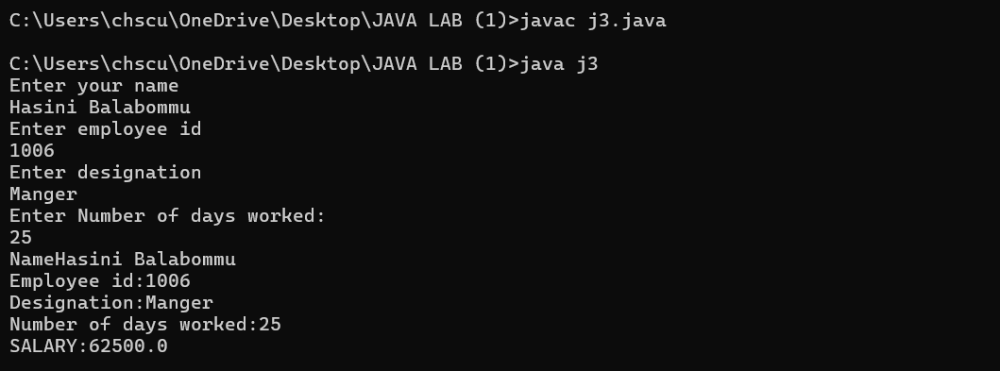 C:\Users\chscu\OneDrive\Desktop\JAVA LAB (1)>javac j3.java
C:\Users\chscu\OneDrive\Desktop\JAVA LAB (1)>java j3
Enter your name
Hasini Balabommu
Enter employee id
1006
Enter designation
Manger
Enter Number of days worked:
25
NameHasini Balabommu
Employee id:1006
Designation:Manger
Number of days worked:25
SALARY:62500.0